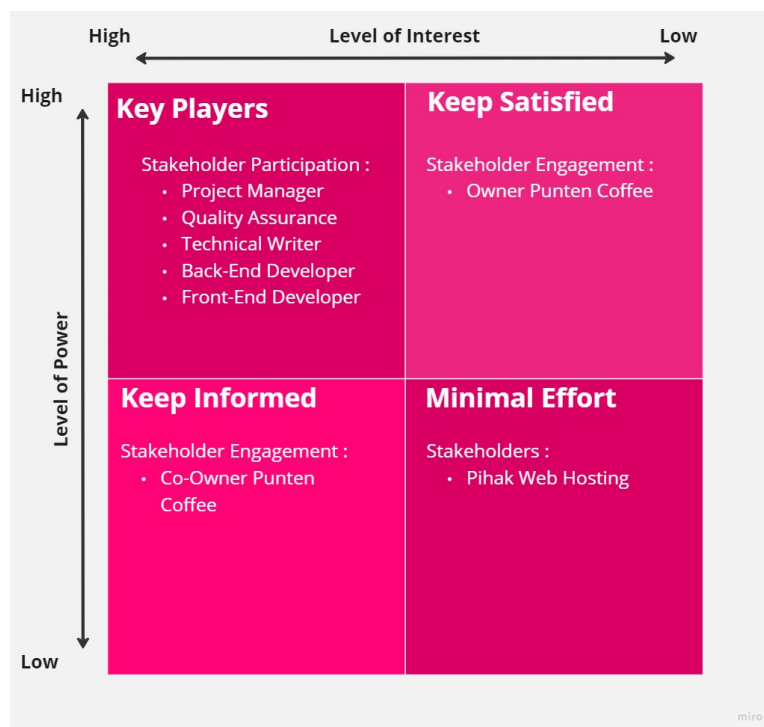 High Level of Interest Low
High
Key Players
Stakeholder Participation :
• Project Manager
• Quality Assurance
• Technical Writer
• Back-End Developer
• Front-End Developer
Keep Satisfied
Stakeholder Engagement :
• Owner Punten Coffee
Level of Power
Keep Informed
Stakeholder Engagement :
• Co-Owner Punten
Coffee
Minimal Effort
Stakeholders :
• Pihak Web Hosting
Low
miro